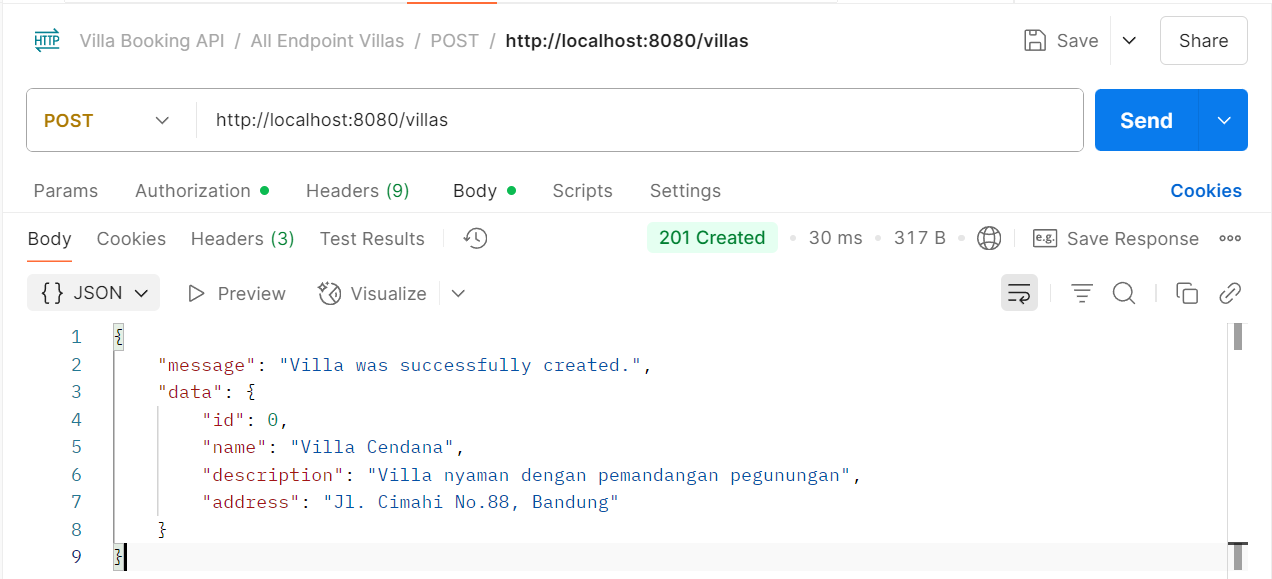 HTTP Villa Booking API / All Endpoint Villas / POST / http://localhost:8080/villas Save Share
POST http://localhost:8080/villas Send
Params Authorization Headers (9) Body Scripts Settings Cookies
Body Cookies Headers (3) Test Results 201 Created 30 ms 317 B e.g. Save Response
{} JSON Preview Visualize
1 {
2 "message": "Villa was successfully created.",
3 "data": {
4 "id": 0,
5 "name": "Villa Cendana",
6 "description": "Villa nyaman dengan pemandangan pegunungan",
7 "address": "Jl. Cimahi No.88, Bandung"
8 }
9 }